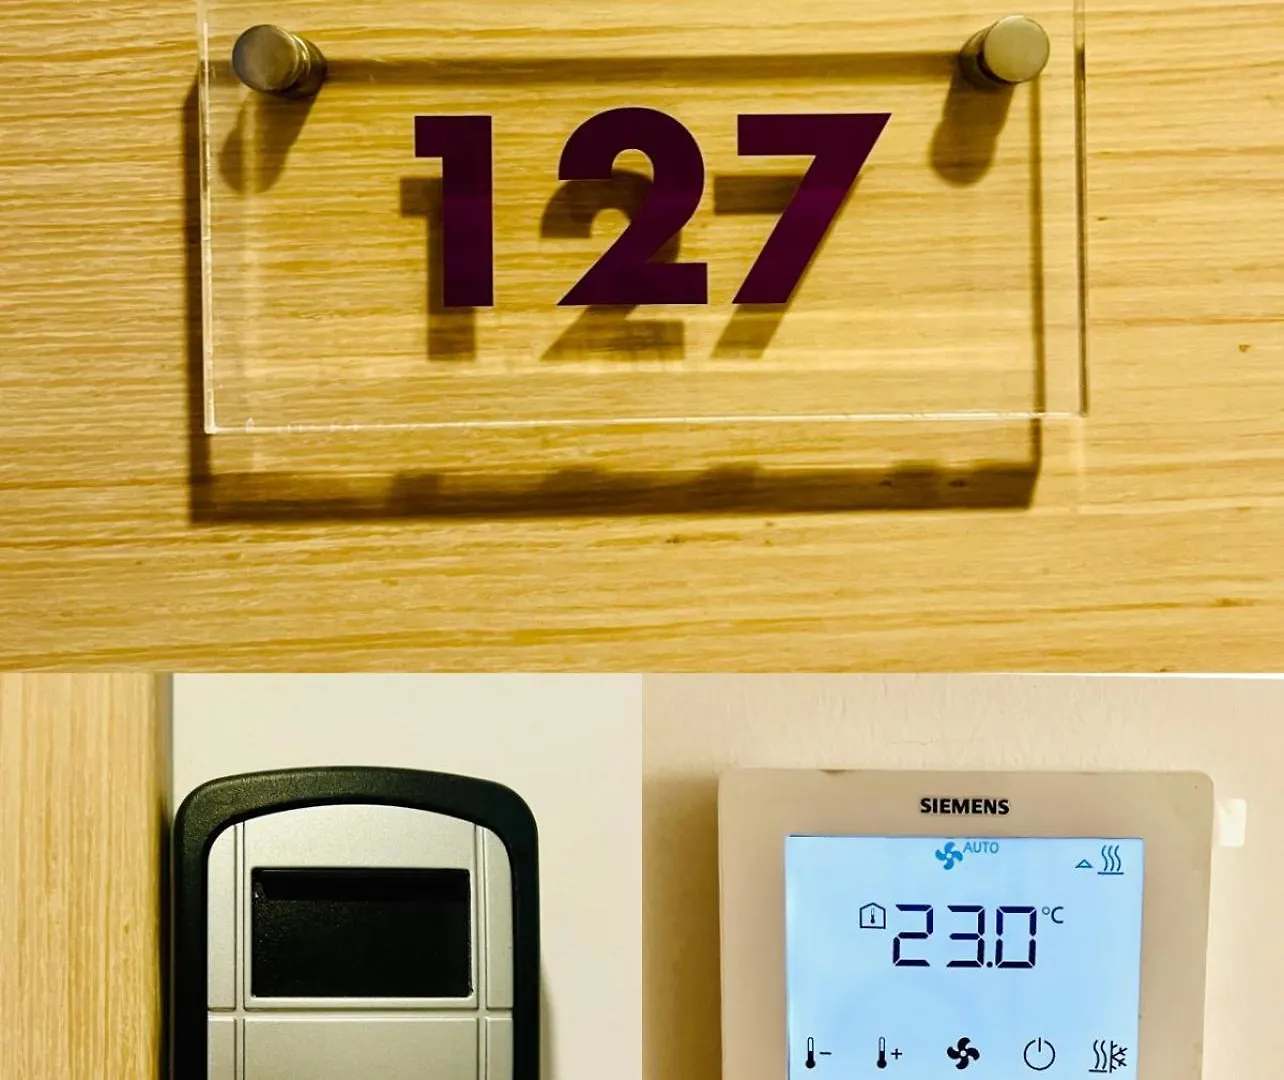 127
SIEMENS
AUTO
23.0 °C
- +